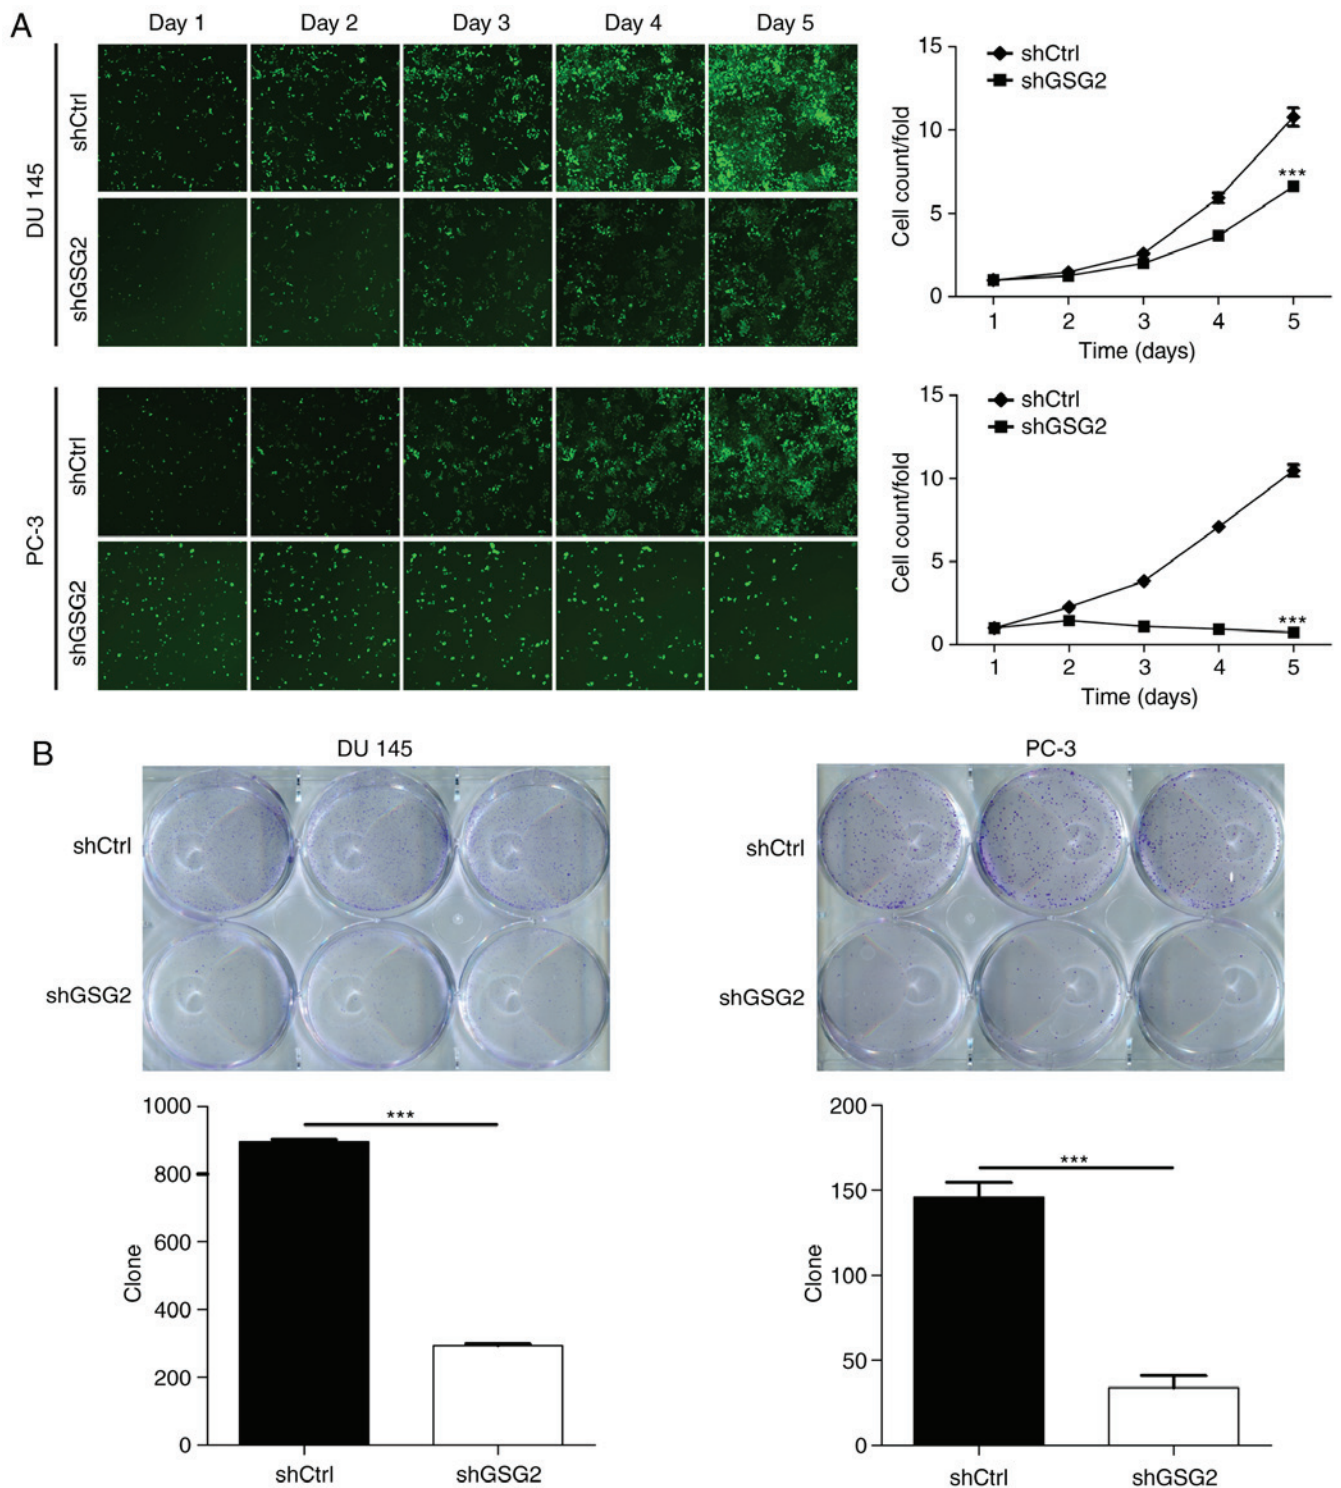 A
Day 1 Day 2 Day 3 Day 4 Day 5
DU 145
shCtrl
shGSG2
15
10
5
0
Cell count/fold
shCtrl
shGSG2
***
1 2 3 4 5
Time (days)
PC-3
shCtrl
shGSG2
15
10
5
0
Cell count/fold
shCtrl
shGSG2
***
1 2 3 4 5
Time (days)
B
DU 145
shCtrl
shGSG2
1000
800
600
400
200
0
Clone
***
shCtrl shGSG2
PC-3
shCtrl
shGSG2
200
150
100
50
0
Clone
***
shCtrl shGSG2